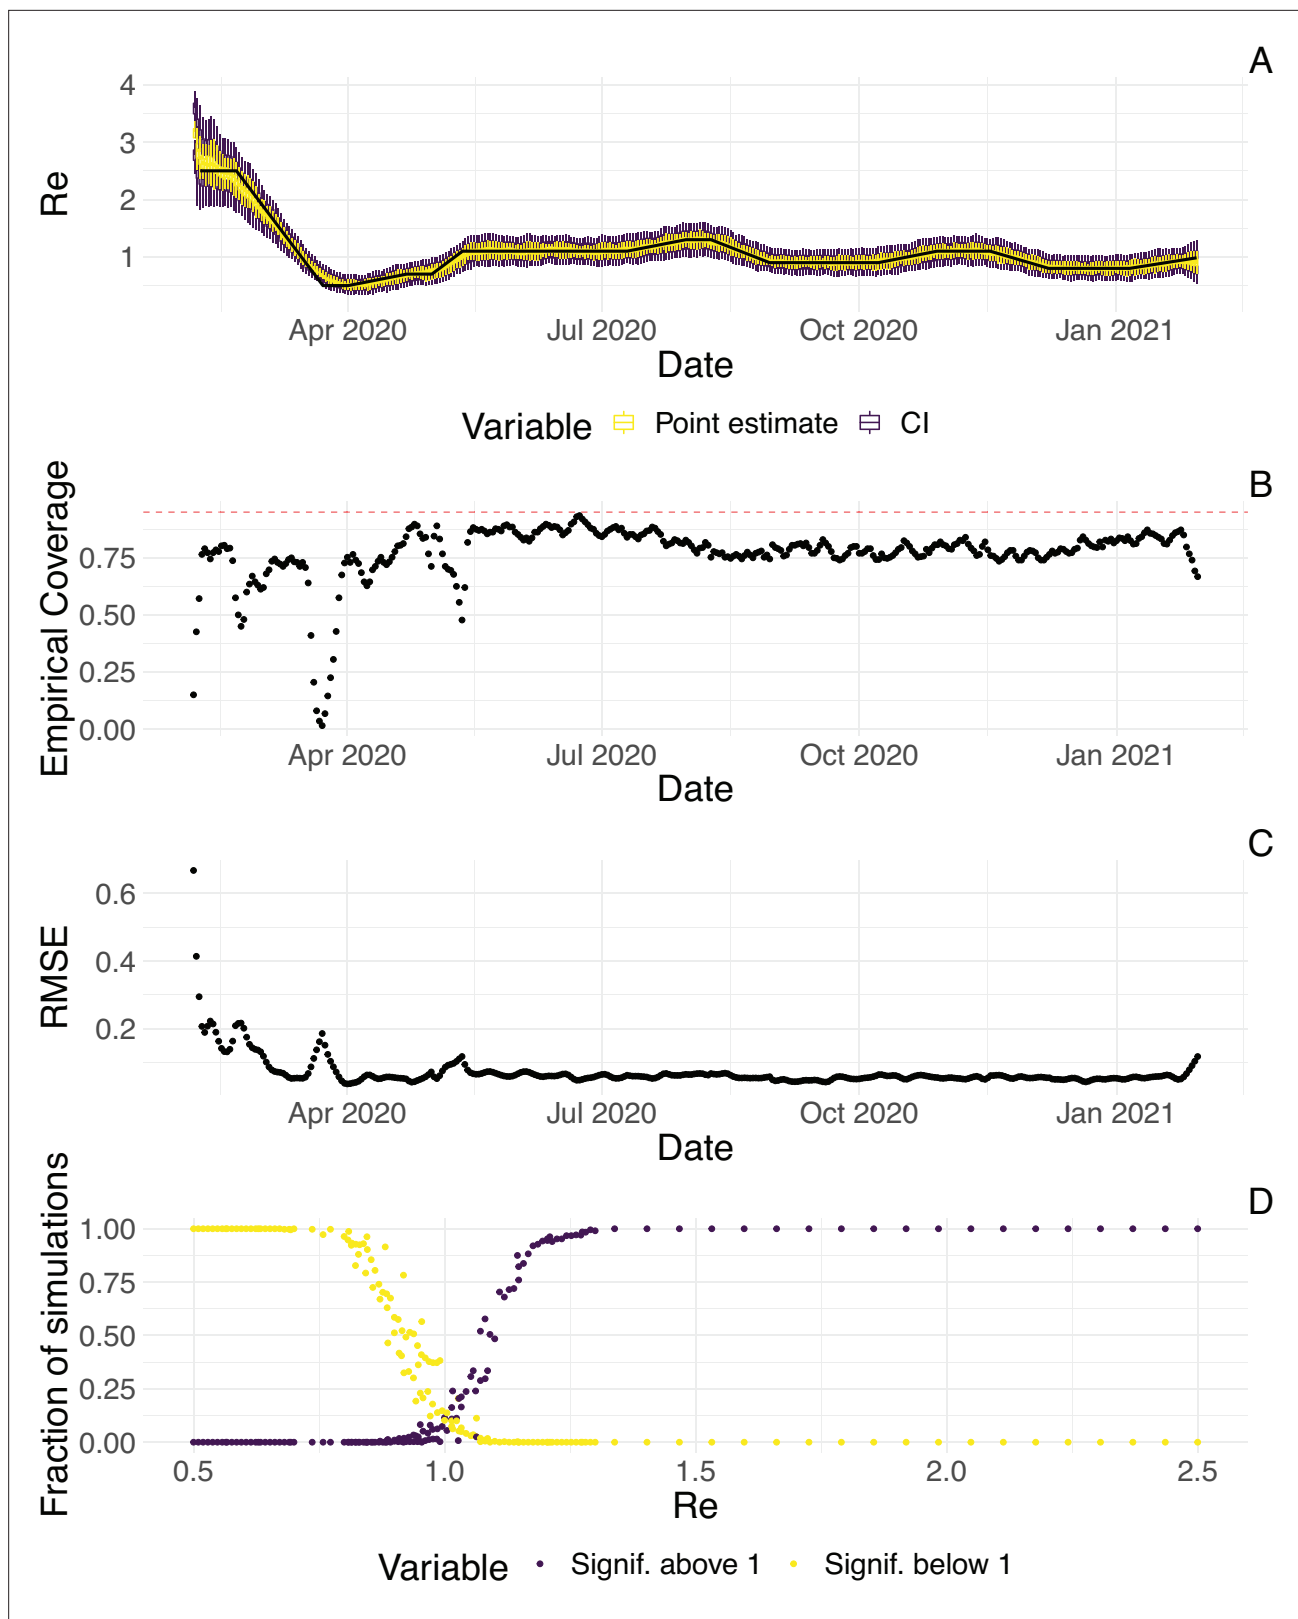 A
4
3
2
1
Re
Apr 2020 Jul 2020 Oct 2020 Jan 2021
Date
Variable Point estimate CI
B
0.75
0.50
0.25
0.00
Empirical Coverage
Apr 2020 Jul 2020 Oct 2020 Jan 2021
Date
C
0.6
0.4
0.2
RMSE
Apr 2020 Jul 2020 Oct 2020 Jan 2021
Date
D
1.00
0.75
0.50
0.25
0.00
Fraction of simulations
0.5 1.0 1.5 2.0 2.5
Re
Variable Signif. above 1 Signif. below 1